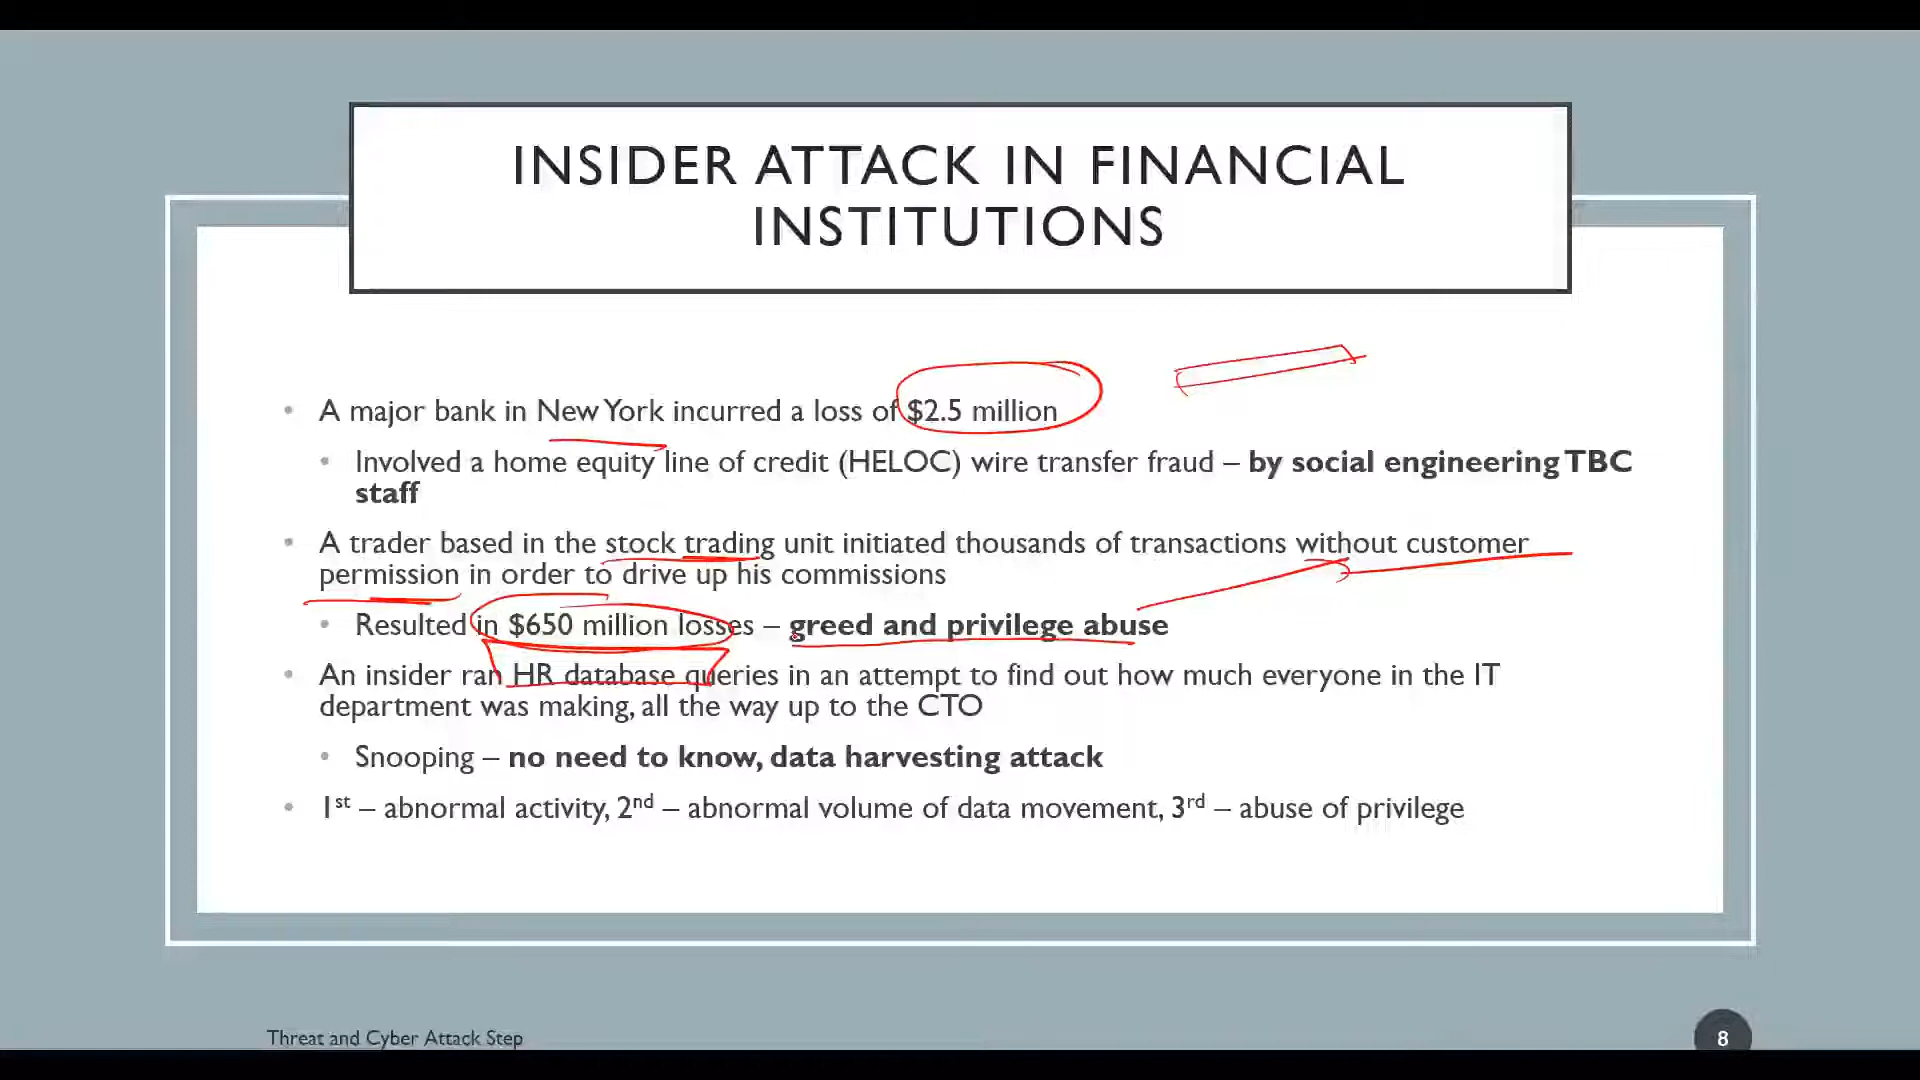 INSIDER ATTACK IN FINANCIAL
INSTITUTIONS
• A major bank in New York incurred a loss of $2.5 million
• Involved a home equity line of credit (HELOC) wire transfer fraud – by social engineering TBC
staff
• A trader based in the stock trading unit initiated thousands of transactions without customer
permission in order to drive up his commissions
• Resulted in $650 million losses – greed and privilege abuse
• An insider ran HR database queries in an attempt to find out how much everyone in the IT
department was making, all the way up to the CTO
• Snooping – no need to know, data harvesting attack
• 1st – abnormal activity, 2nd – abnormal volume of data movement, 3rd – abuse of privilege
Threat and Cyber Attack Step
8